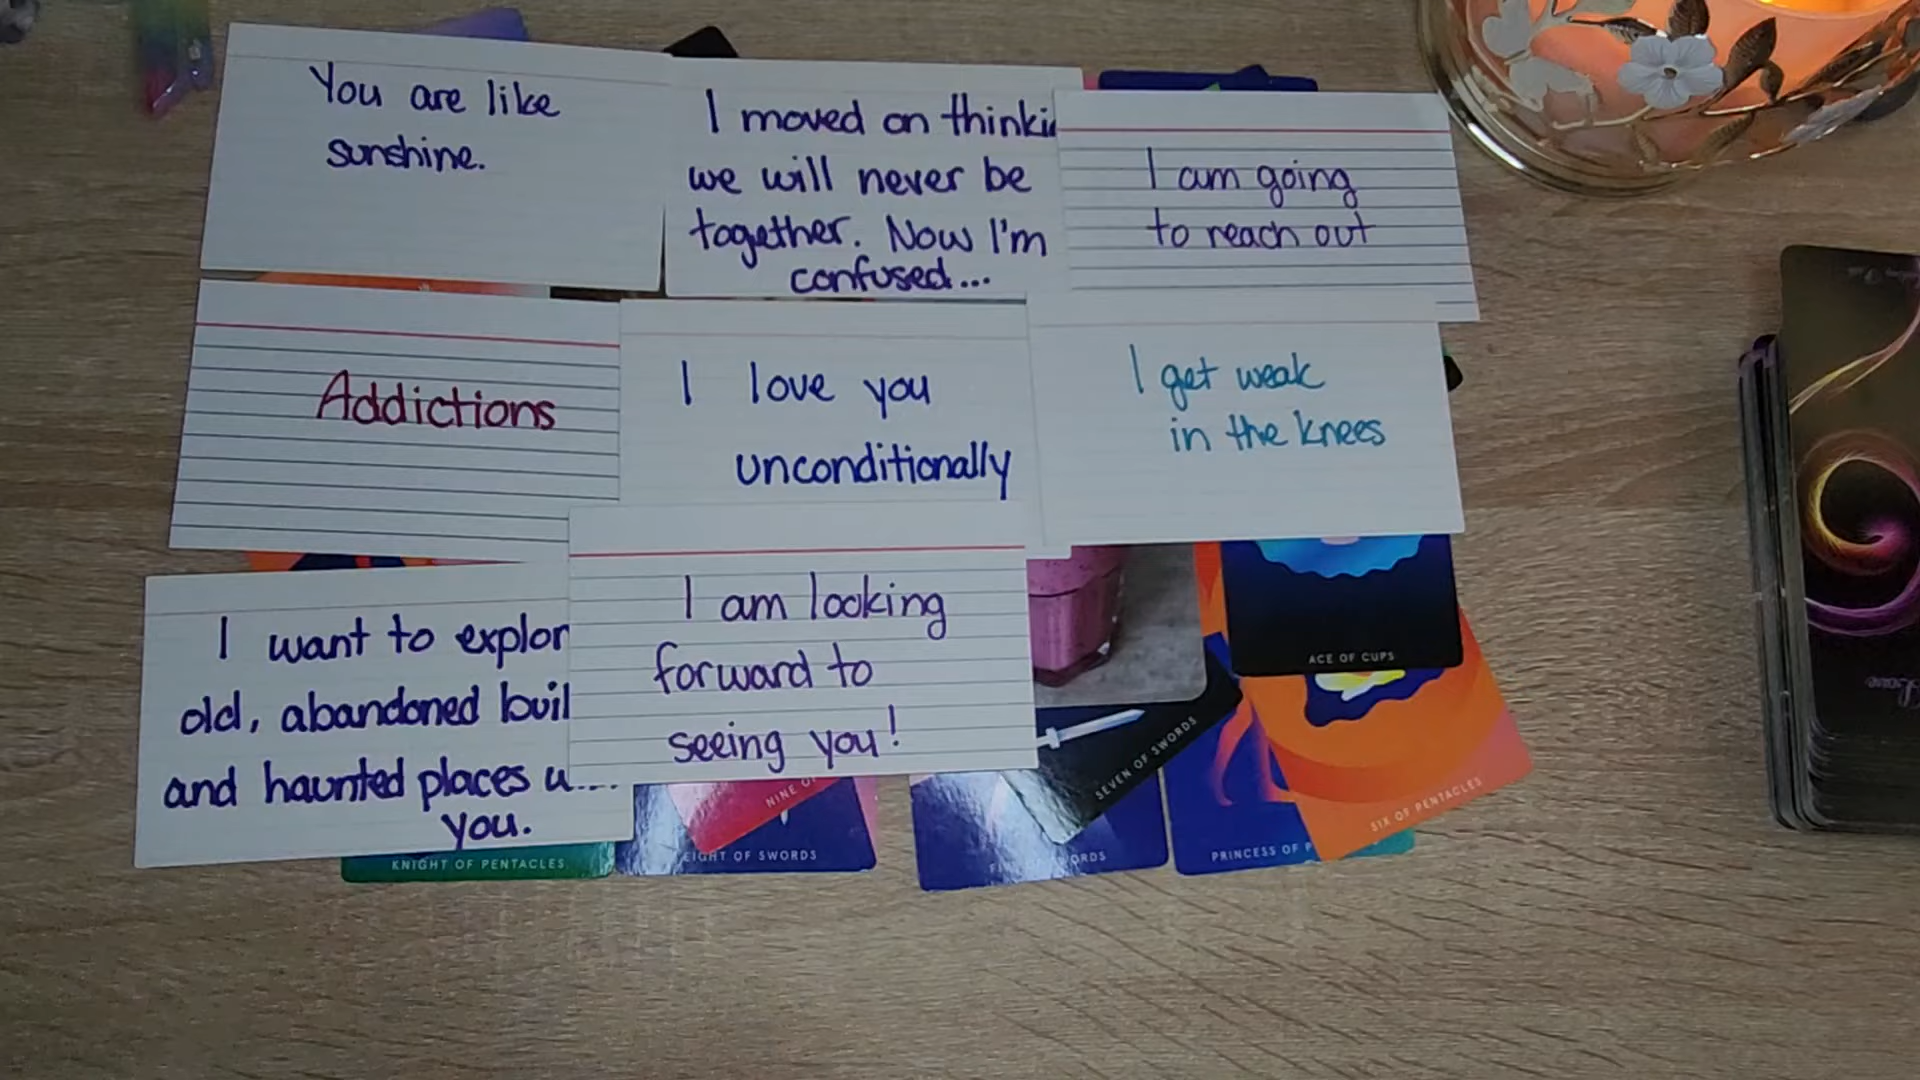 You are like
sunshine.
I moved on thinki
we will never be
together. Now I'm
confused...
I am going
to reach out
Addictions
I love you
unconditionally
I get weak
in the knees
I want to explor
old, abandoned buil
and haunted places
you.
I am looking
forward to
seeing you!
ACE OF CUPS
SEVEN OF SWORDS
SIX OF PENTACLES
NINE
KNIGHT OF PENTACLES
EIGHT OF SWORDS
PRINCESS OF